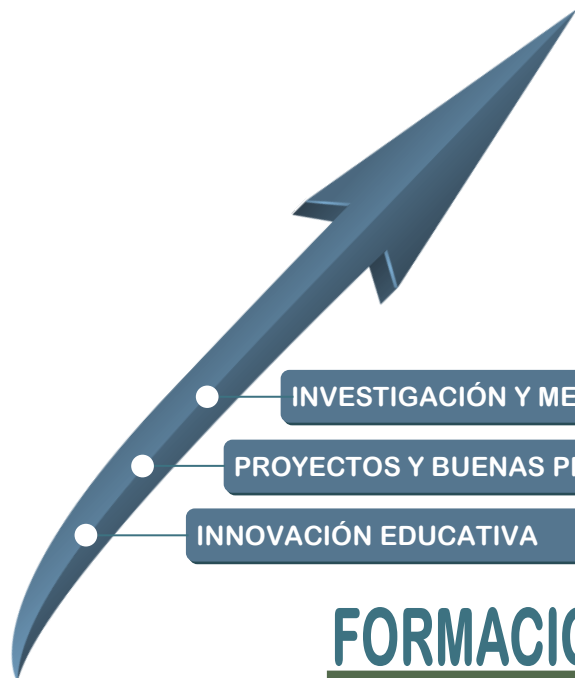 INVESTIGACIÓN Y ME
PROYECTOS Y BUENAS P
INNOVACIÓN EDUCATIVA
FORMACIO